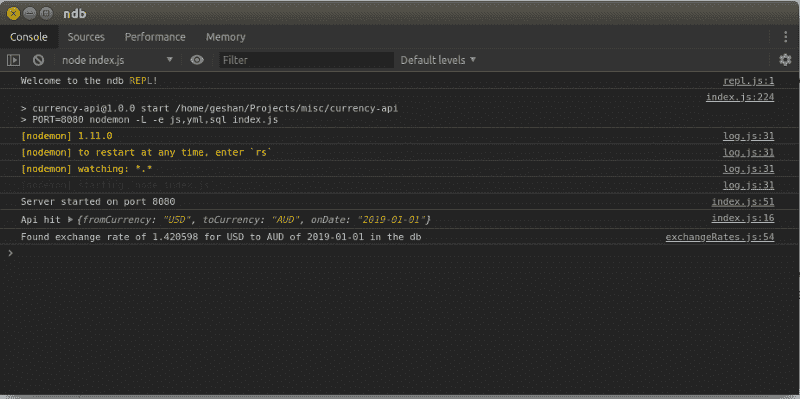 ndb
Console Sources Performance Memory
node index.js Filter Default levels
Welcome to the ndb REPL! repl.js:1
index.js:224
> currency-api@1.0.0 start /home/geshan/Projects/misc/currency-api
> PORT=8080 nodemon -L -e js,yml,sql index.js
[nodemon] 1.11.0 log.js:31
[nodemon] to restart at any time, enter `rs` log.js:31
[nodemon] watching: *.* log.js:31
[nodemon] starting `node index.js` log.js:31
Server started on port 8080 index.js:51
Api hit {fromCurrency: "USD", toCurrency: "AUD", onDate: "2019-01-01"} index.js:16
Found exchange rate of 1.420598 for USD to AUD of 2019-01-01 in the db exchangeRates.js:54
>